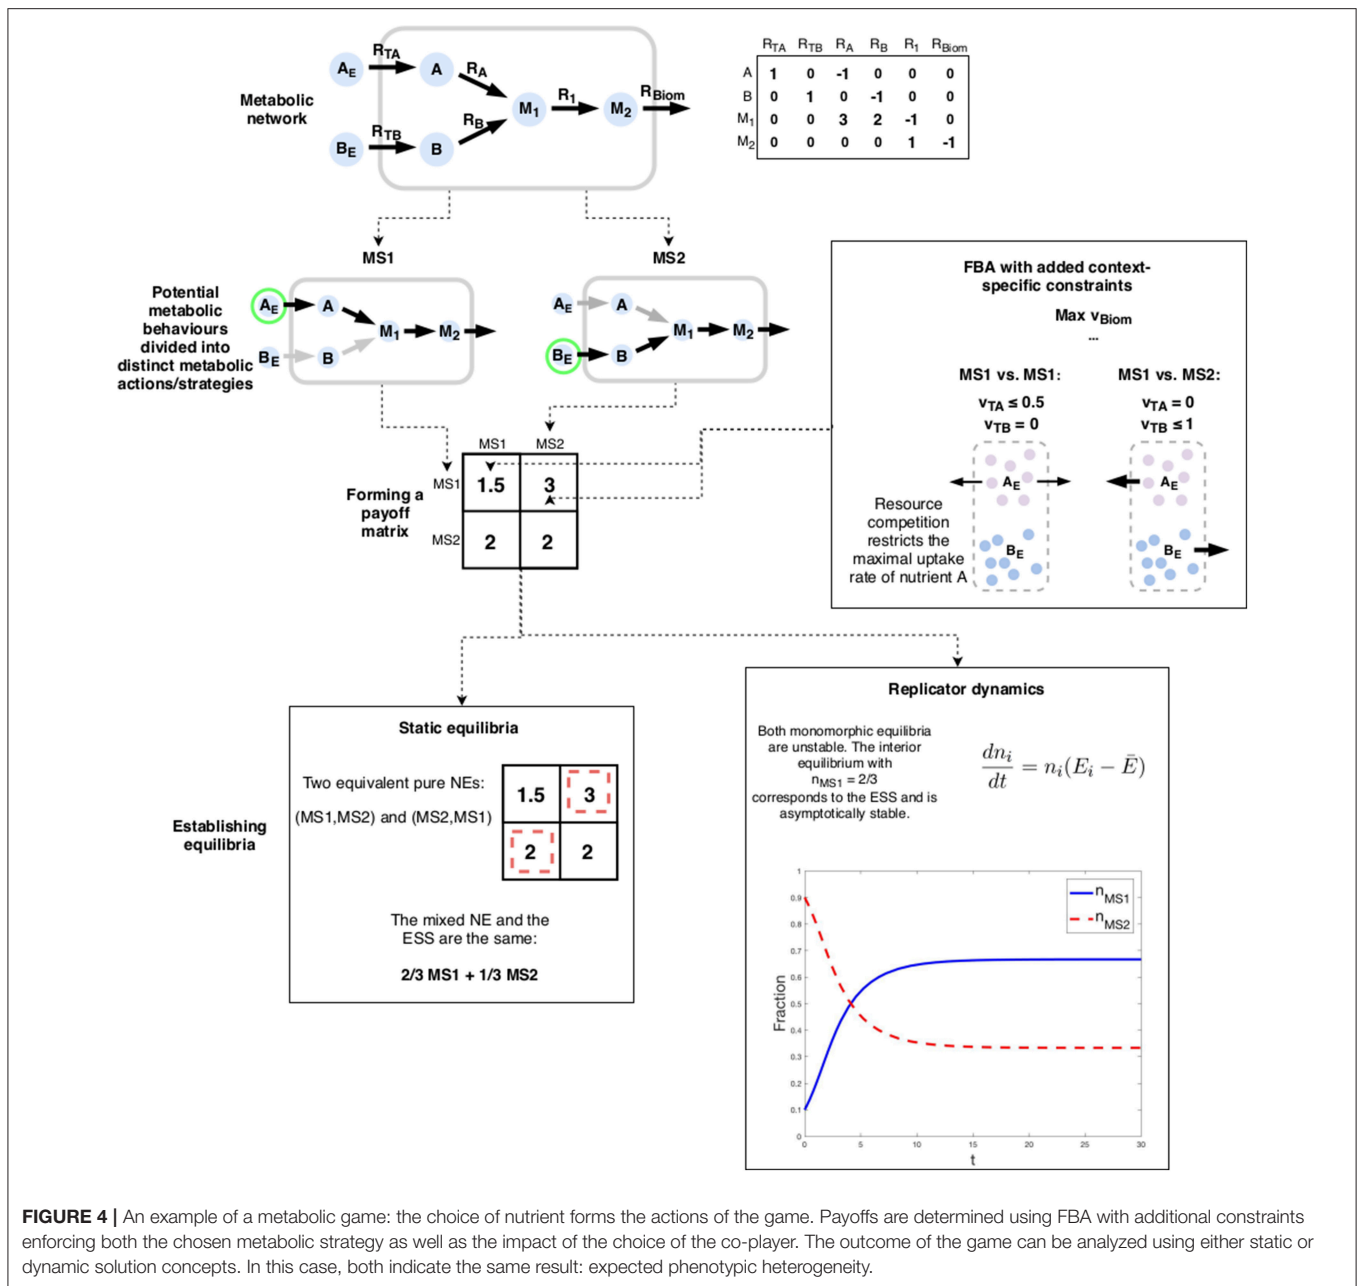 R_TA
A_E
A
R_A
R_TB
B_E
B
R_B
M_1
R_1
M_2
R_Biom
Metabolic
network
R_TA R_TB R_A R_B R_1 R_Biom
A 1 0 -1 0 0 0
B 0 1 0 -1 0 0
M_1 0 0 3 2 -1 0
M_2 0 0 0 0 1 -1
MS1
MS2
Potential
metabolic
behaviours
divided into
distinct metabolic
actions/strategies
A_E A
M_1 M_2
B_E B
A_E A
M_1 M_2
B_E B
FBA with added context-
specific constraints
Max v_Biom
...
MS1 vs. MS1:
v_TA ≤ 0.5
v_TB = 0
A_E
B_E
MS1 vs. MS2:
v_TA = 0
v_TB ≤ 1
A_E
B_E
Resource
competition
restricts the
maximal uptake
rate of nutrient A
Forming a
payoff
matrix
MS1 MS2
MS1 1.5 3
MS2 2 2
Establishing
equilibria
Static equilibria
Two equivalent pure NEs:
(MS1,MS2) and (MS2,MS1)
1.5 3
2 2
The mixed NE and the
ESS are the same:
2/3 MS1 + 1/3 MS2
Replicator dynamics
Both monomorphic equilibria
are unstable. The interior
equilibrium with
n_MS1 = 2/3
corresponds to the ESS and is
asymptotically stable.
dn_i/dt = n_i(E_i − Ē)
1
0.9
0.8
0.7
0.6
0.5
0.4
0.3
0.2
0.1
0
Fraction
n_MS1
n_MS2
0 5 10 15 20 25 30
t
FIGURE 4 | An example of a metabolic game: the choice of nutrient forms the actions of the game. Payoffs are determined using FBA with additional constraints
enforcing both the chosen metabolic strategy as well as the impact of the choice of the co-player. The outcome of the game can be analyzed using either static or
dynamic solution concepts. In this case, both indicate the same result: expected phenotypic heterogeneity.